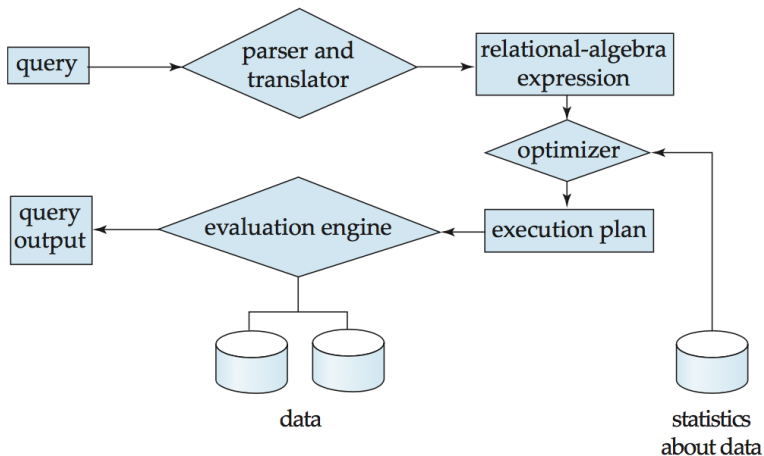 query
parser and
translator
relational-algebra
expression
optimizer
query
output
evaluation engine
execution plan
data
statistics
about data